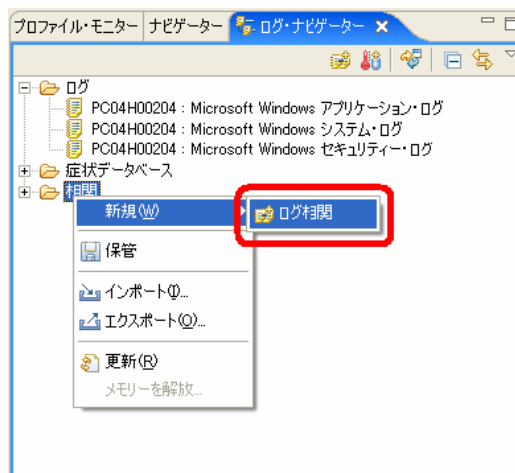 プロファイル・モニター ナビゲーター ログ・ナビゲーター
ログ
PC04H00204 : Microsoft Windows アプリケーション・ログ
PC04H00204 : Microsoft Windows システム・ログ
PC04H00204 : Microsoft Windows セキュリティー・ログ
症状データベース
相関
新規(W) ログ相関
保管
インポート(I)...
エクスポート(O)...
更新(R)
メモリーを解放...